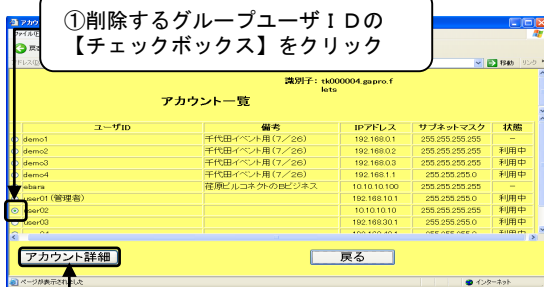 ①削除するグループユーザＩＤの
【チェックボックス】をクリック
識別子： tk000004.gapro.f
lets
アカウント一覧
ユーザID 備考 IPアドレス サブネットマスク 状態
demo1 千代田イベント用(7／26) 192.168.0.1 255.255.255.255 −
demo2 千代田イベント用(7／26) 192.168.0.2 255.255.255.255 利用中
demo3 千代田イベント用(7／26) 192.168.0.3 255.255.255.255 利用中
demo4 千代田イベント用(7／26) 192.168.1.1 255.255.255.0 利用中
ebara 荏原ビルコネクトのBビジネス 10.10.10.100 255.255.255.255 −
user01(管理者) 192.168.10.1 255.255.255.0 利用中
user02 10.10.10.10 255.255.255.255 利用中
user03 192.168.30.1 255.255.255.0 利用中
アカウント詳細 戻る
ページが表示されました インターネット